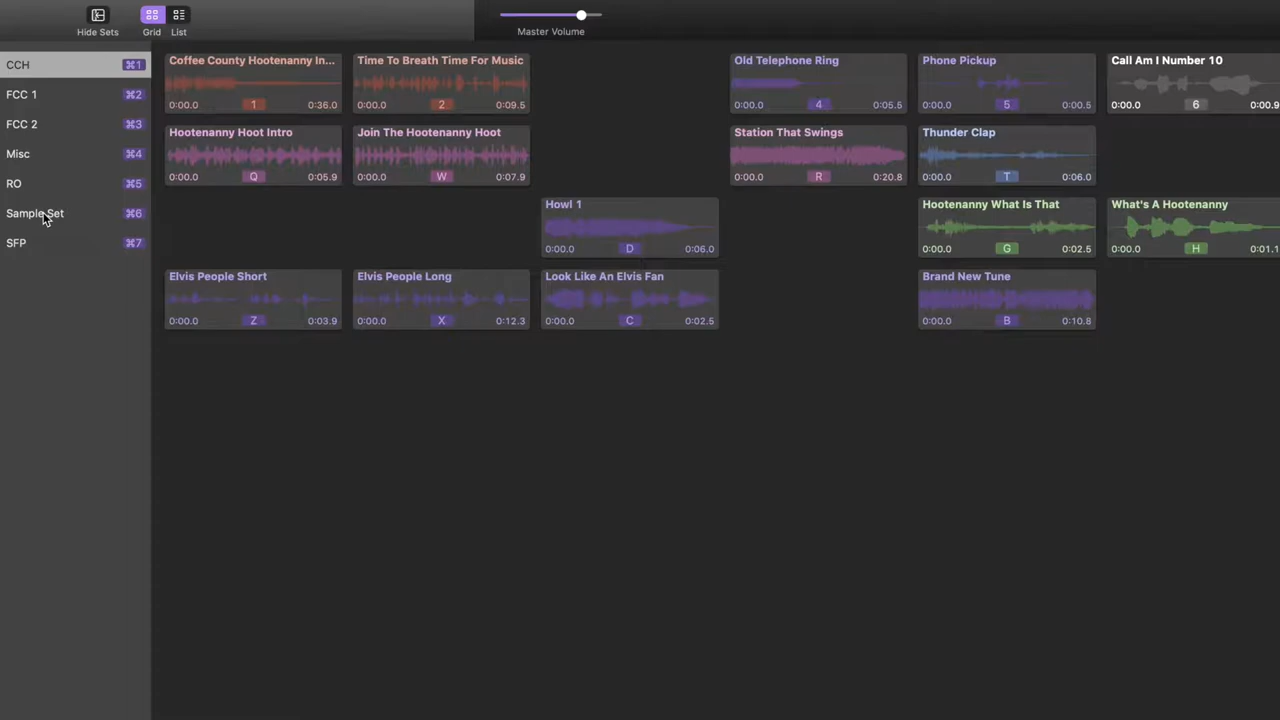 Hide Sets
Grid
List
Master Volume
CCH ⌘1
FCC 1 ⌘2
FCC 2 ⌘3
Misc ⌘4
RO ⌘5
Sample Set ⌘6
SFP ⌘7
Coffee County Hootenanny In...
0:00.0 1 0:36.0
Time To Breath Time For Music
0:00.0 2 0:09.5
Old Telephone Ring
0:00.0 4 0:05.5
Phone Pickup
0:00.0 5 0:00.5
Call Am I Number 10
0:00.0 6 0:00.9
Hootenanny Hoot Intro
0:00.0 Q 0:05.9
Join The Hootenanny Hoot
0:00.0 W 0:07.9
Station That Swings
0:00.0 R 0:20.8
Thunder Clap
0:00.0 T 0:06.0
Howl 1
0:00.0 D 0:06.0
Hootenanny What Is That
0:00.0 G 0:02.5
What's A Hootenanny
0:00.0 H 0:01.1
Elvis People Short
0:00.0 Z 0:03.9
Elvis People Long
0:00.0 X 0:12.3
Look Like An Elvis Fan
0:00.0 C 0:02.5
Brand New Tune
0:00.0 B 0:10.8